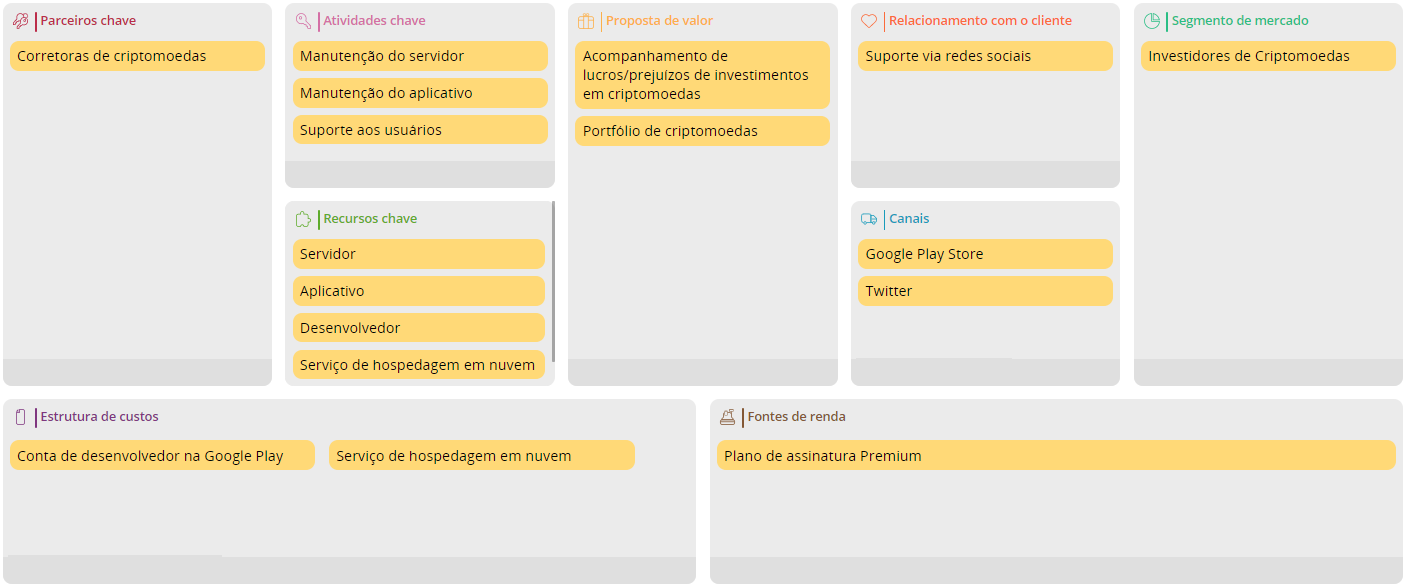 Parceiros chave
Corretoras de criptomoedas
Atividades chave
Manutenção do servidor
Manutenção do aplicativo
Suporte aos usuários
Recursos chave
Servidor
Aplicativo
Desenvolvedor
Serviço de hospedagem em nuvem
Proposta de valor
Acompanhamento de
lucros/prejuízos de investimentos
em criptomoedas
Portfólio de criptomoedas
Relacionamento com o cliente
Suporte via redes sociais
Canais
Google Play Store
Twitter
Segmento de mercado
Investidores de Criptomoedas
Estrutura de custos
Conta de desenvolvedor na Google Play
Serviço de hospedagem em nuvem
Fontes de renda
Plano de assinatura Premium